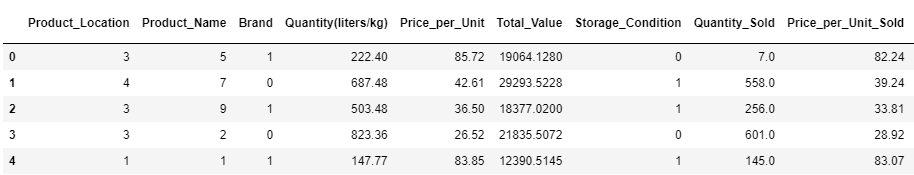 Product_Location Product_Name Brand Quantity(liters/kg) Price_per_Unit Total_Value Storage_Condition Quantity_Sold Price_per_Unit_Sold
0 3 5 1 222.40 85.72 19064.1280 0 7.0 82.24
1 4 7 0 687.48 42.61 29293.5228 1 558.0 39.24
2 3 9 1 503.48 36.50 18377.0200 1 256.0 33.81
3 3 2 0 823.36 26.52 21835.5072 0 601.0 28.92
4 1 1 1 147.77 83.85 12390.5145 1 145.0 83.07